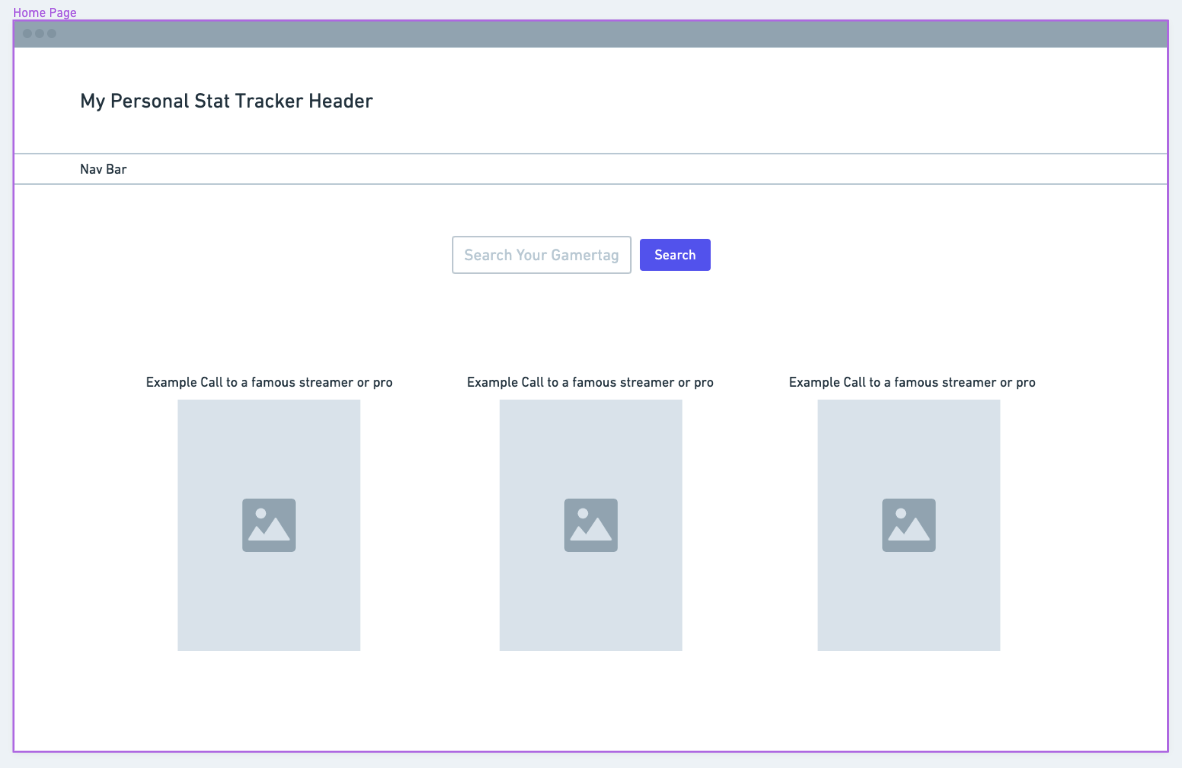 Home Page
My Personal Stat Tracker Header
Nav Bar
Search Your Gamertag
Search
Example Call to a famous streamer or pro
Example Call to a famous streamer or pro
Example Call to a famous streamer or pro